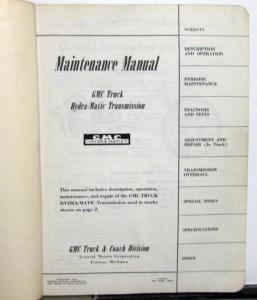 Maintenance Manual
GMC Truck
Hydra-Matic Transmission
GMC
HYDRA-MATIC
This manual includes description, operation,
maintenance, and repair of the GMC TRUCK
HYDRA-MATIC Transmission used in trucks
shown on page 2.
GMC Truck & Coach Division
General Motors Corporation
Pontiac, Michigan
SUBJECTS
DESCRIPTION
AND OPERATION
PERIODIC
MAINTENANCE
DIAGNOSIS
AND TESTS
ADJUSTMENT AND
REPAIR (In Truck)
TRANSMISSION
OVERHAUL
SPECIAL TOOLS
SPECIFICATIONS
INDEX